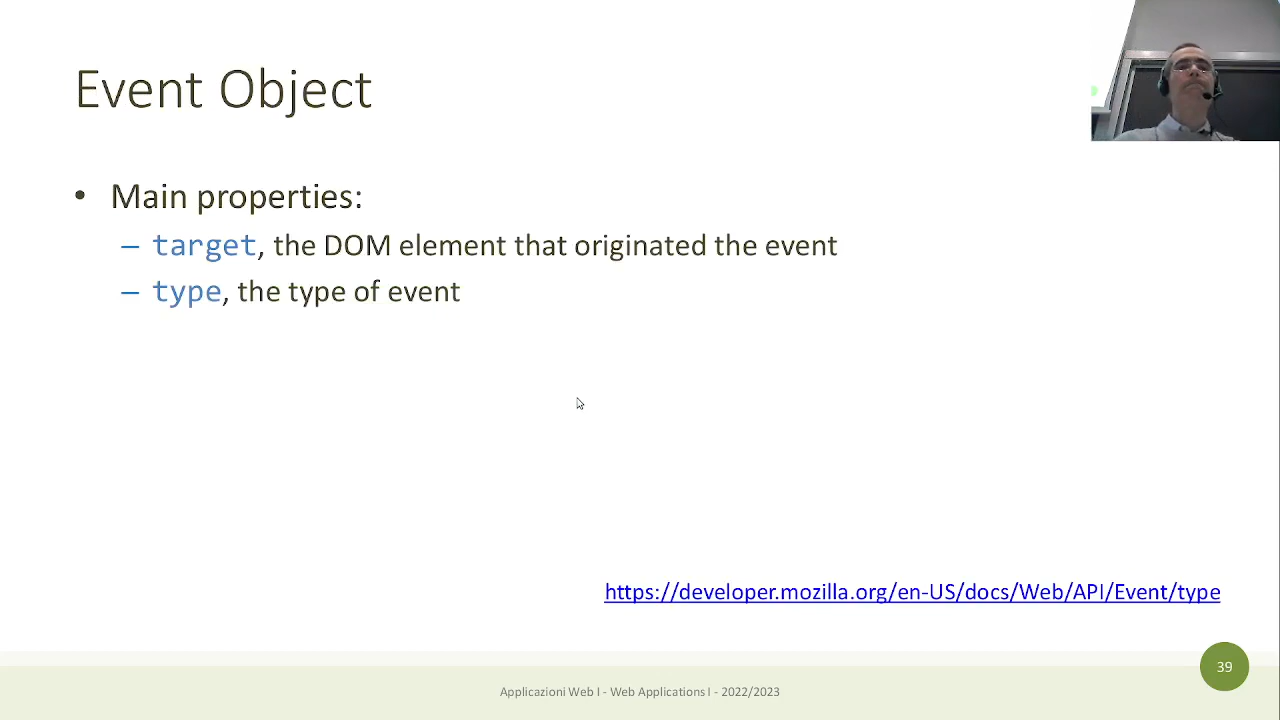 Event Object
• Main properties:
– target, the DOM element that originated the event
– type, the type of event
https://developer.mozilla.org/en-US/docs/Web/API/Event/type
39
Applicazioni Web I - Web Applications I - 2022/2023